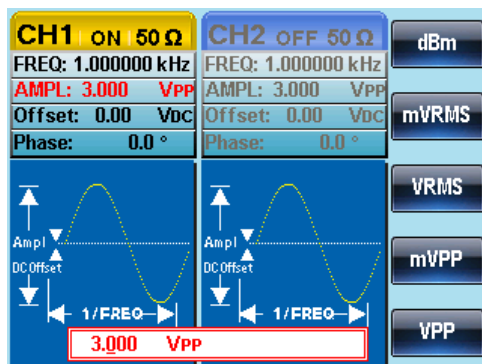 CH1 ON 50 Ω
FREQ: 1.000000 kHz
AMPL: 3.000 VPP
Offset: 0.00 VDC
Phase: 0.0 °
CH2 OFF 50 Ω
FREQ: 1.000000 kHz
AMPL: 3.000 VPP
Offset: 0.00 VDC
Phase: 0.0 °
Ampl
DC Offset
1/FREQ
Ampl
DC Offset
1/FREQ
3.000 VPP
dBm
mVRMS
VRMS
mVPP
VPP